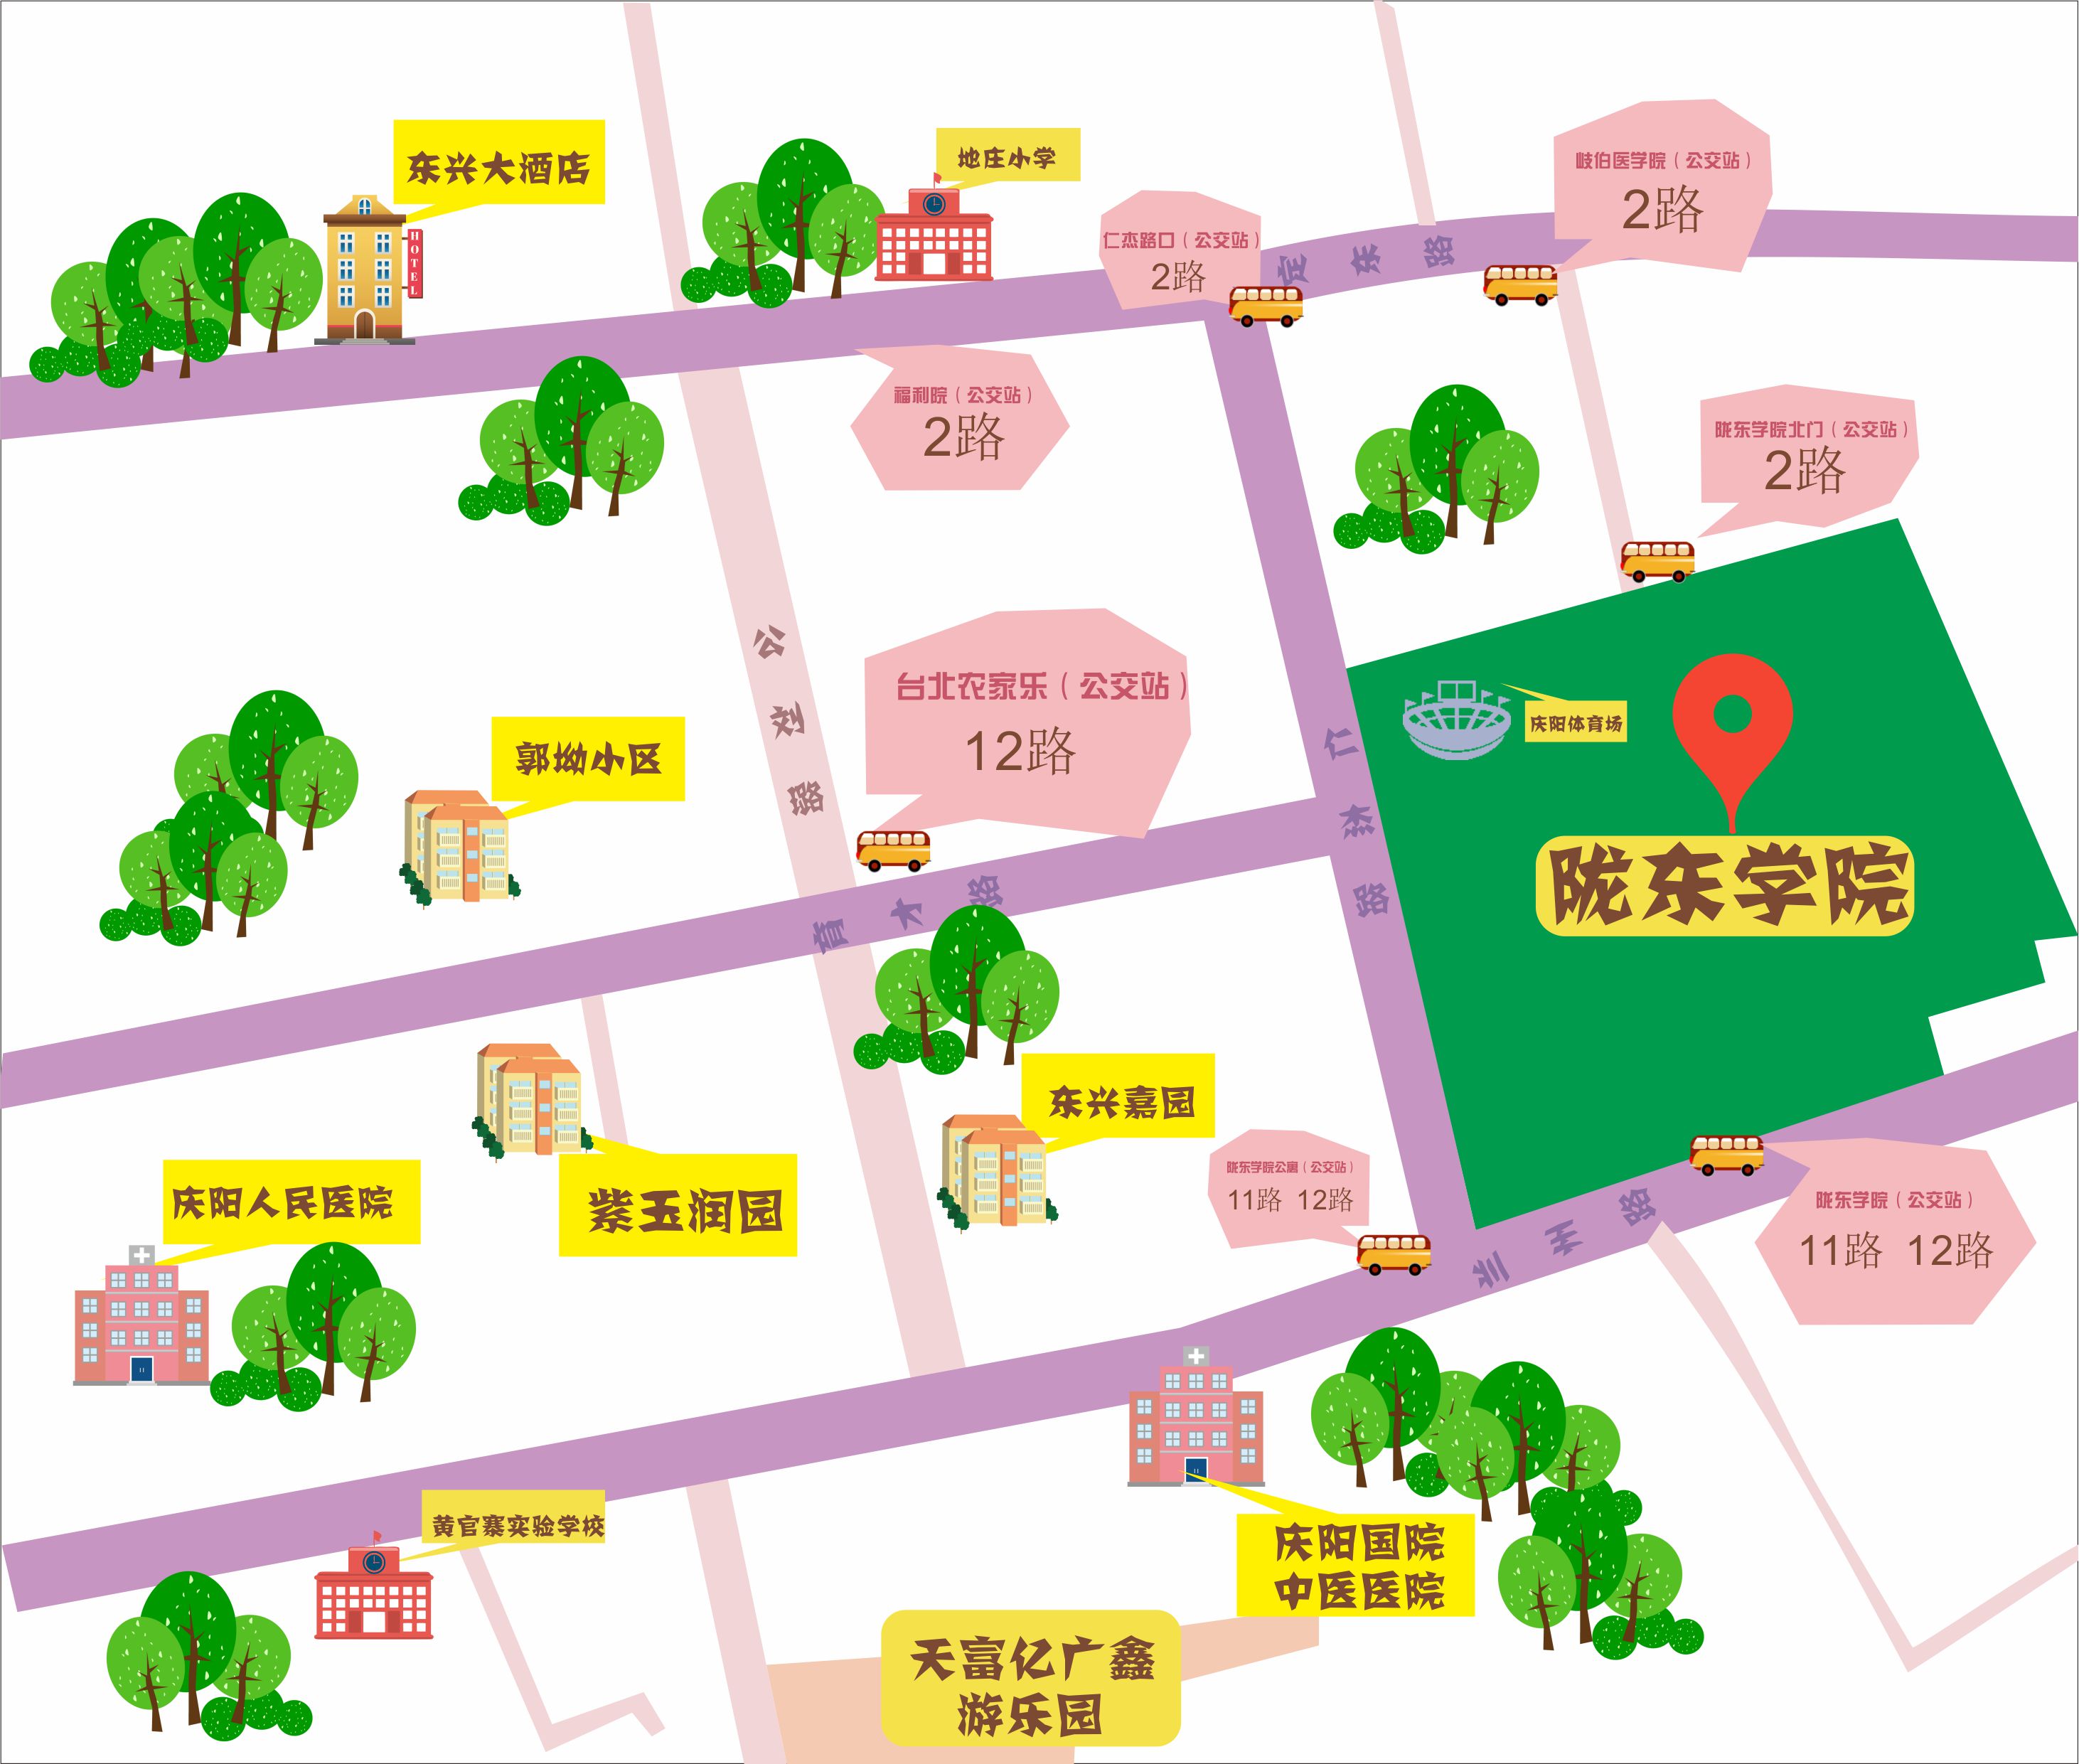 东兴大酒店
HOTEL
地庄小学
仁杰路口（公交站）
2路
岐伯医学院（公交站）
2路
福利院（公交站）
2路
陇东学院北门（公交站）
2路
公刘路
台北农家乐（公交站）
12路
仁杰路
庆阳体育场
陇东学院
郭坳小区
育才路
东兴嘉园
紫玉润园
庆阳人民医院
陇东学院公寓（公交站）
11路 12路
兰州路
陇东学院（公交站）
11路 12路
黄官寨实验学校
庆阳国院
中医医院
天富亿广鑫
游乐园